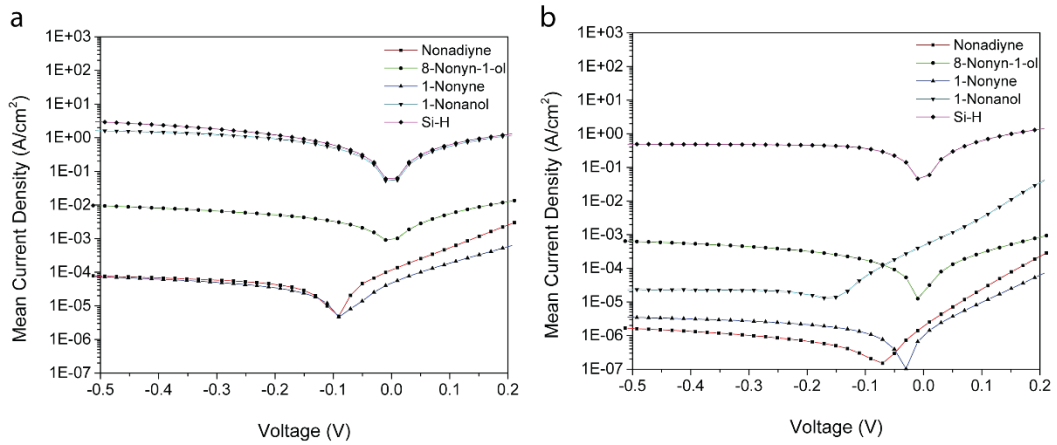 a
1E+03
1E+02
1E+01
1E+00
1E-01
1E-02
1E-03
1E-04
1E-05
1E-06
1E-07
Mean Current Density (A/cm²)
Nonadiyne
8-Nonyn-1-ol
1-Nonyne
1-Nonanol
Si-H
-0.5 -0.4 -0.3 -0.2 -0.1 0.0 0.1 0.2
Voltage (V)
b
1E+03
1E+02
1E+01
1E+00
1E-01
1E-02
1E-03
1E-04
1E-05
1E-06
1E-07
Mean Current Density (A/cm²)
Nonadiyne
8-Nonyn-1-ol
1-Nonyne
1-Nonanol
Si-H
-0.5 -0.4 -0.3 -0.2 -0.1 0.0 0.1 0.2
Voltage (V)